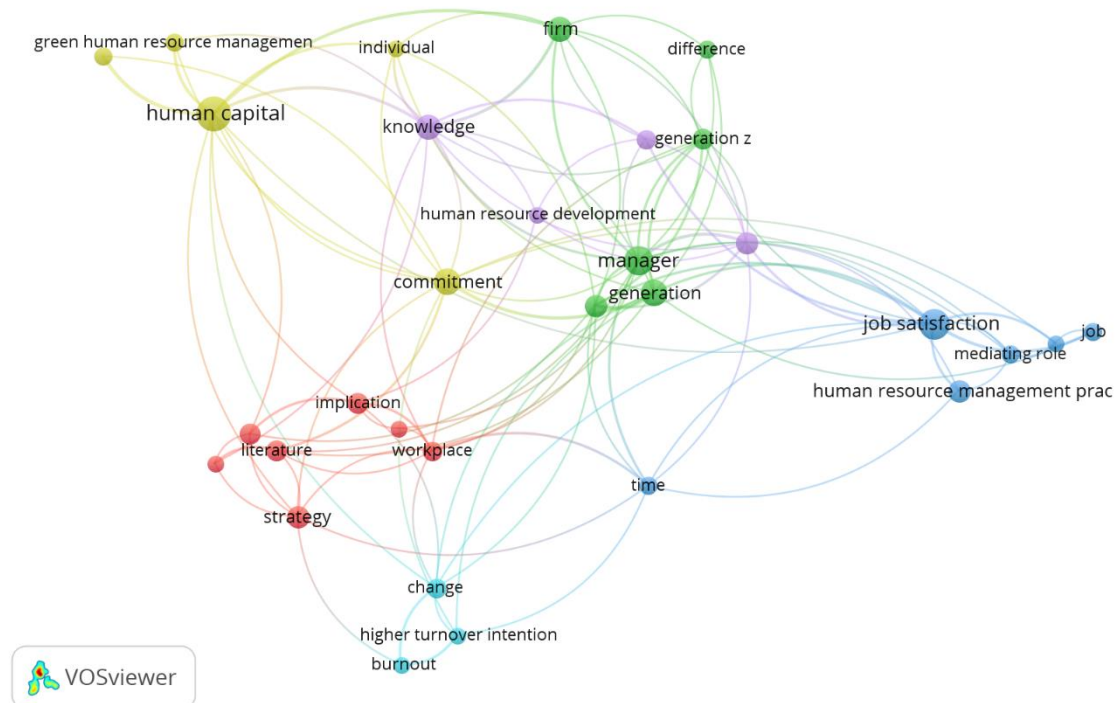 firm
green human resource managemen
individual
difference
human capital
knowledge
generation z
human resource development
manager
commitment
generation
job satisfaction
job
mediating role
human resource management prac
implication
literature
workplace
time
strategy
change
higher turnover intention
burnout
VOSviewer